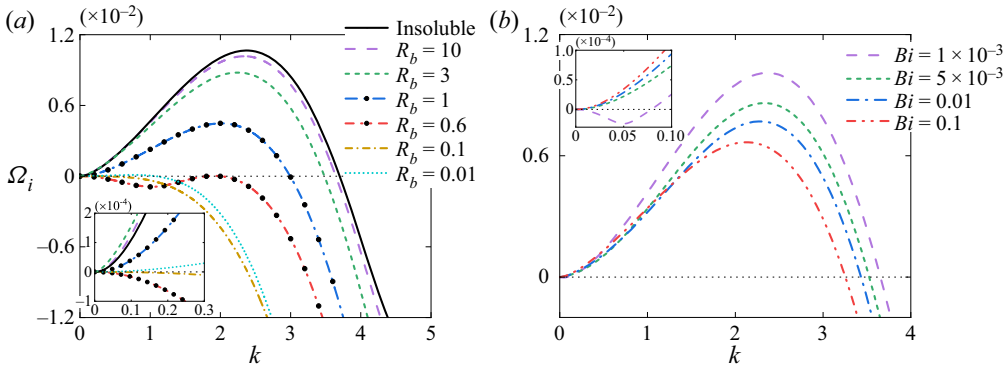 (a)
(×10⁻²)
1.2
0.6
0
−0.6
−1.2
Ω_i
0 1 2 3 4 5
k
Insoluble
R_b = 10
R_b = 3
R_b = 1
R_b = 0.6
R_b = 0.1
R_b = 0.01
(×10⁻⁴)
2
0
−1
0 0.1 0.2 0.3
(b)
(×10⁻²)
1.2
0.6
0
0 1 2 3 4
k
(×10⁻⁴)
1.0
0.5
0
0 0.05 0.10
Bi = 1 × 10⁻³
Bi = 5 × 10⁻³
Bi = 0.01
Bi = 0.1